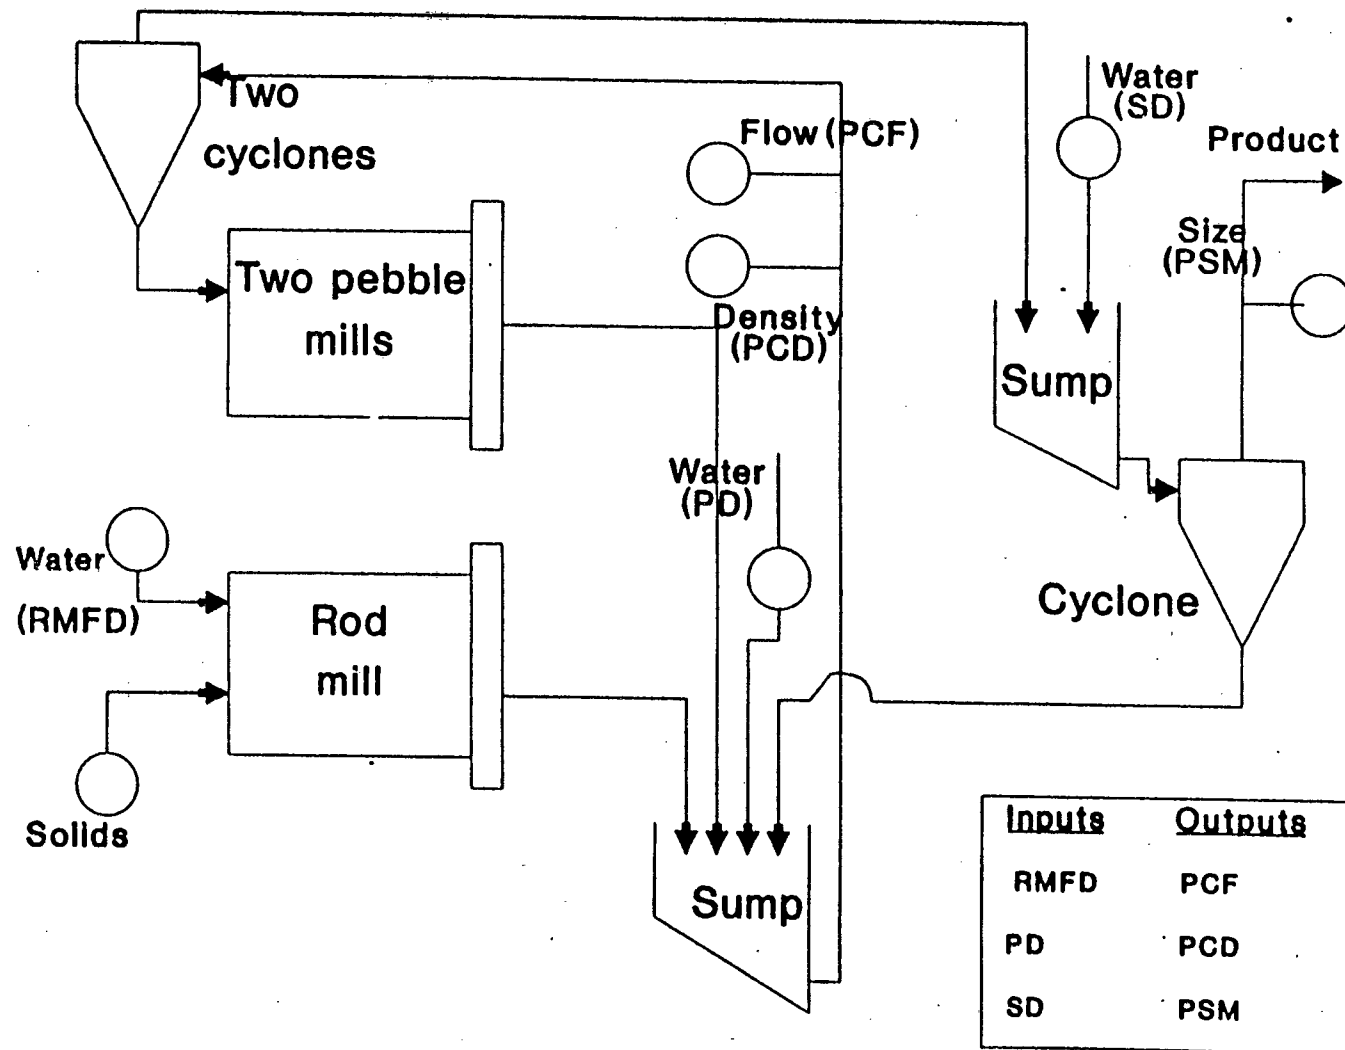 Two
cyclones
Flow (PCF)
Water
(SD)
Product
Size
(PSM)
Two pebble
mills
Density
(PCD)
Sump
Water
(PD)
Water
(RMFD)
Rod
mill
Cyclone
Solids
Sump
Inputs Outputs
RMFD PCF
PD PCD
SD PSM